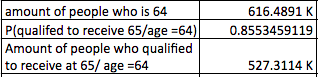 amount of people who is 64 616.4891 K
P(qualifed to receive 65/age =64) 0.8553459119
Amount of people who qualified
to receive at 65/ age =64 527.3114 K